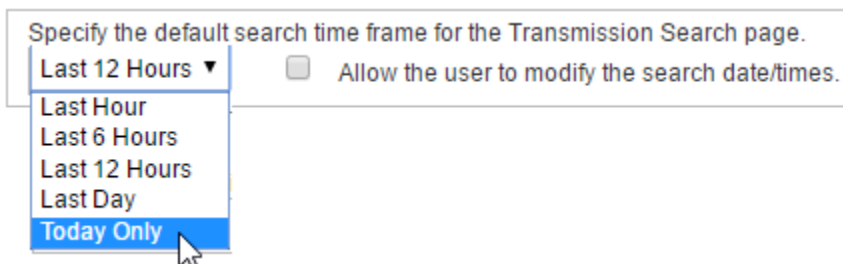 Specify the default search time frame for the Transmission Search page.
Last 12 Hours ▼ Allow the user to modify the search date/times.
Last Hour
Last 6 Hours
Last 12 Hours
Last Day
Today Only